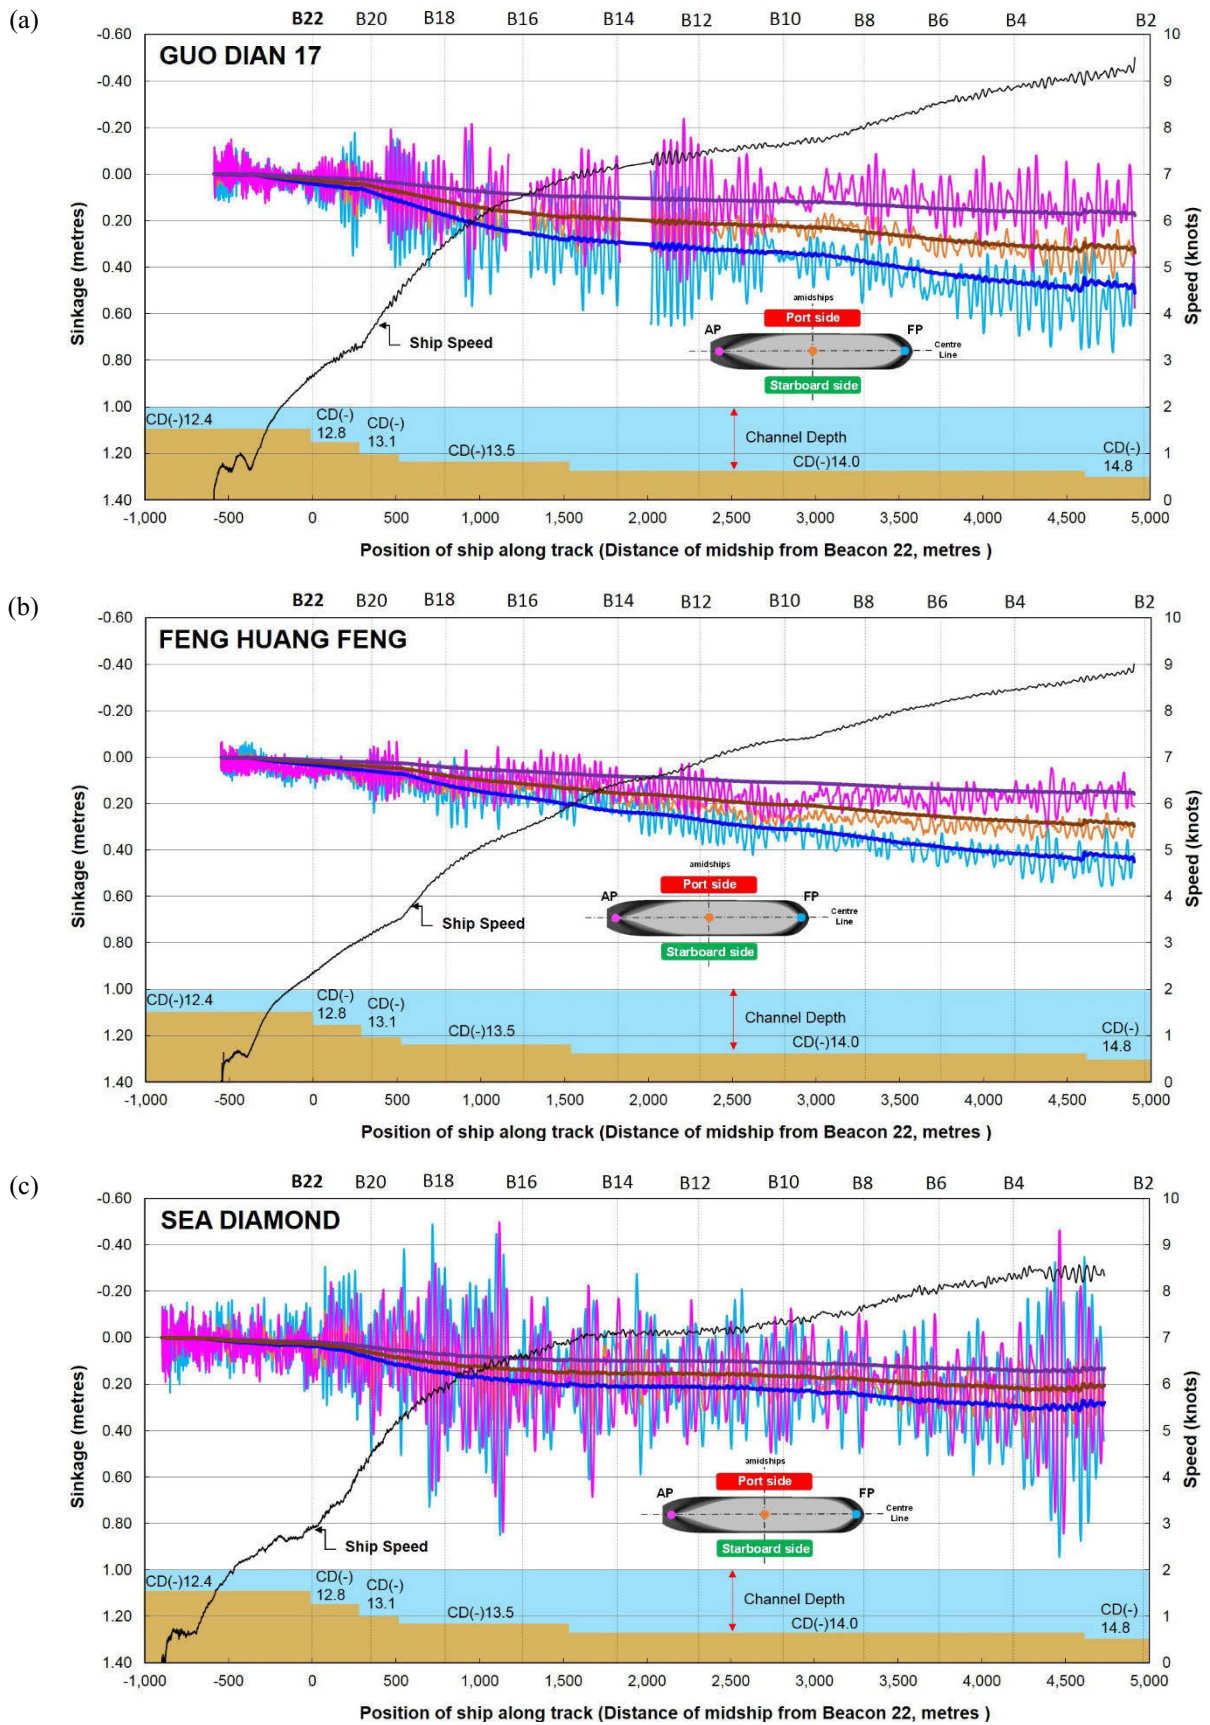 (a)
B22 B20 B18 B16 B14 B12 B10 B8 B6 B4 B2
GUO DIAN 17
-0.60
-0.40
-0.20
0.00
0.20
0.40
0.60
0.80
1.00
1.20
1.40
Sinkage (metres)
10
9
8
7
6
5
4
3
2
1
0
Speed (knots)
Ship Speed
amidships
Port side
AP
FP
Centre
Line
Starboard side
CD(-)12.4
CD(-)
12.8
CD(-)
13.1
CD(-)13.5
Channel Depth
CD(-)14.0
CD(-)
14.8
-1,000 -500 0 500 1,000 1,500 2,000 2,500 3,000 3,500 4,000 4,500 5,000
Position of ship along track (Distance of midship from Beacon 22, metres )
(b)
B22 B20 B18 B16 B14 B12 B10 B8 B6 B4 B2
FENG HUANG FENG
-0.60
-0.40
-0.20
0.00
0.20
0.40
0.60
0.80
1.00
1.20
1.40
Sinkage (metres)
10
9
8
7
6
5
4
3
2
1
0
Speed (knots)
Ship Speed
amidships
Port side
AP
FP
Centre
Line
Starboard side
CD(-)12.4
CD(-)
12.8
CD(-)
13.1
CD(-)13.5
Channel Depth
CD(-)14.0
CD(-)
14.8
-1,000 -500 0 500 1,000 1,500 2,000 2,500 3,000 3,500 4,000 4,500 5,000
Position of ship along track (Distance of midship from Beacon 22, metres )
(c)
B22 B20 B18 B16 B14 B12 B10 B8 B6 B4 B2
SEA DIAMOND
-0.60
-0.40
-0.20
0.00
0.20
0.40
0.60
0.80
1.00
1.20
1.40
Sinkage (metres)
10
9
8
7
6
5
4
3
2
1
0
Speed (knots)
Ship Speed
amidships
Port side
AP
FP
Centre
Line
Starboard side
CD(-)12.4
CD(-)
12.8
CD(-)
13.1
CD(-)13.5
Channel Depth
CD(-)14.0
CD(-)
14.8
-1,000 -500 0 500 1,000 1,500 2,000 2,500 3,000 3,500 4,000 4,500 5,000
Position of ship along track (Distance of midship from Beacon 22, metres )